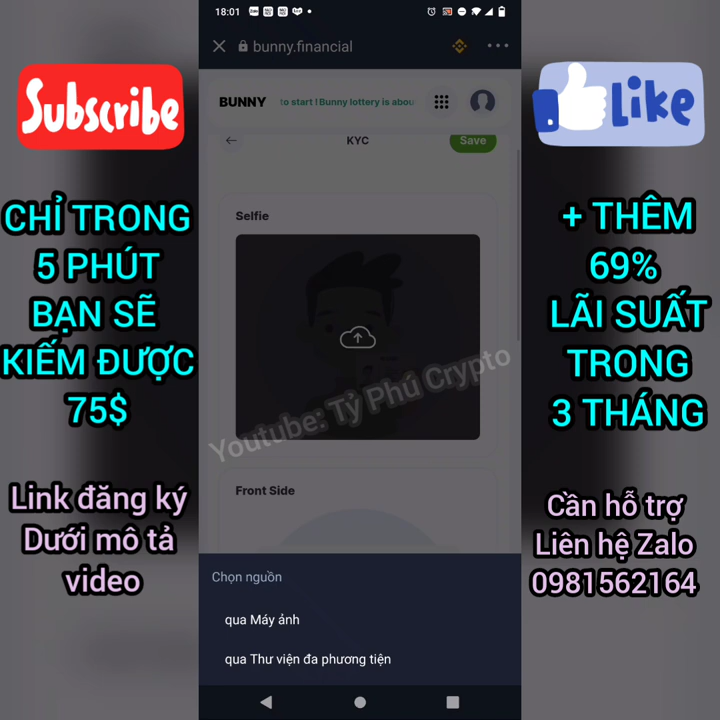 18:01
bunny.financial
Subscribe
Like
BUNNY
to start ! Bunny lottery is abou
KYC
Save
Selfie
CHỈ TRONG
5 PHÚT
BẠN SẼ
KIẾM ĐƯỢC
75$
+ THÊM
69%
LÃI SUẤT
TRONG
3 THÁNG
Youtube: Tỷ Phú Crypto
Front Side
Link đăng ký
Dưới mô tả
video
Cần hỗ trợ
Liên hệ Zalo
0981562164
Chọn nguồn
qua Máy ảnh
qua Thư viện đa phương tiện